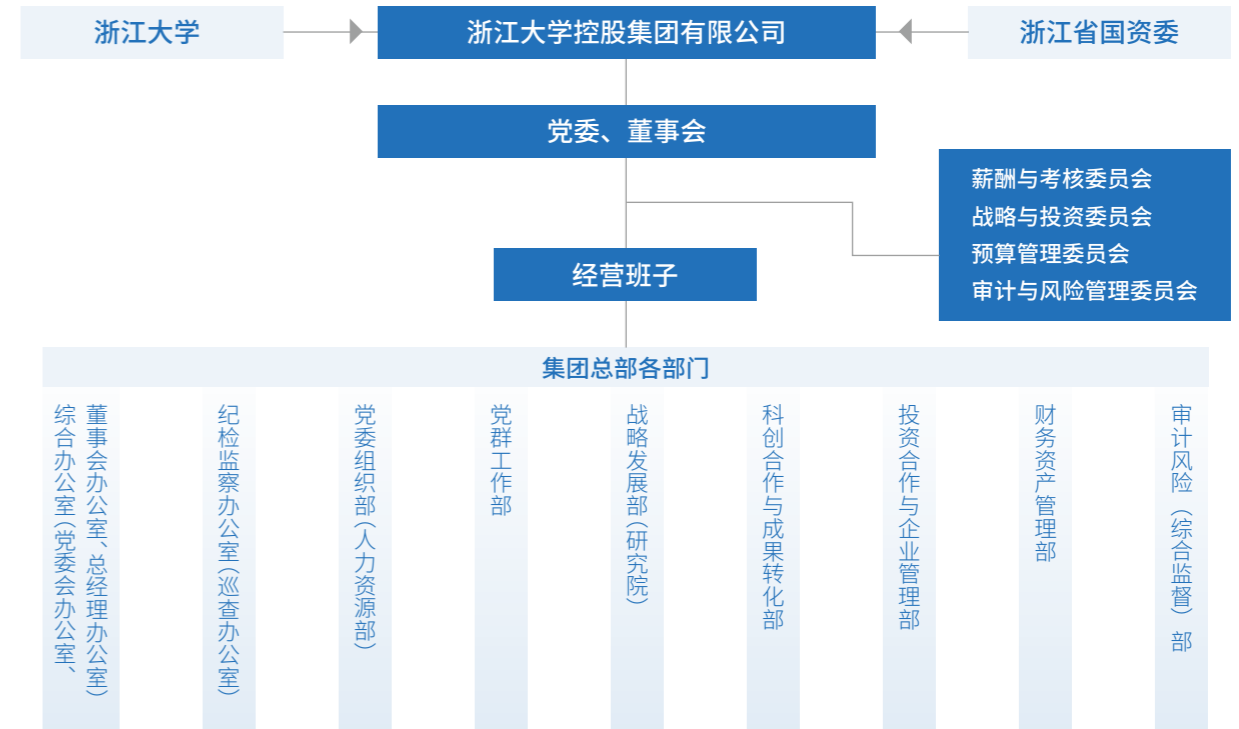 浙江大学
浙江大学控股集团有限公司
浙江省国资委
党委、董事会
薪酬与考核委员会
战略与投资委员会
预算管理委员会
审计与风险管理委员会
经营班子
集团总部各部门
综合办公室(党委会办公室、
董事会办公室、总经理办公室)
纪检监察办公室(巡查办公室)
党委组织部(人力资源部)
党群工作部
战略发展部(研究院)
科创合作与成果转化部
投资合作与企业管理部
财务资产管理部
审计风险（综合监督）部